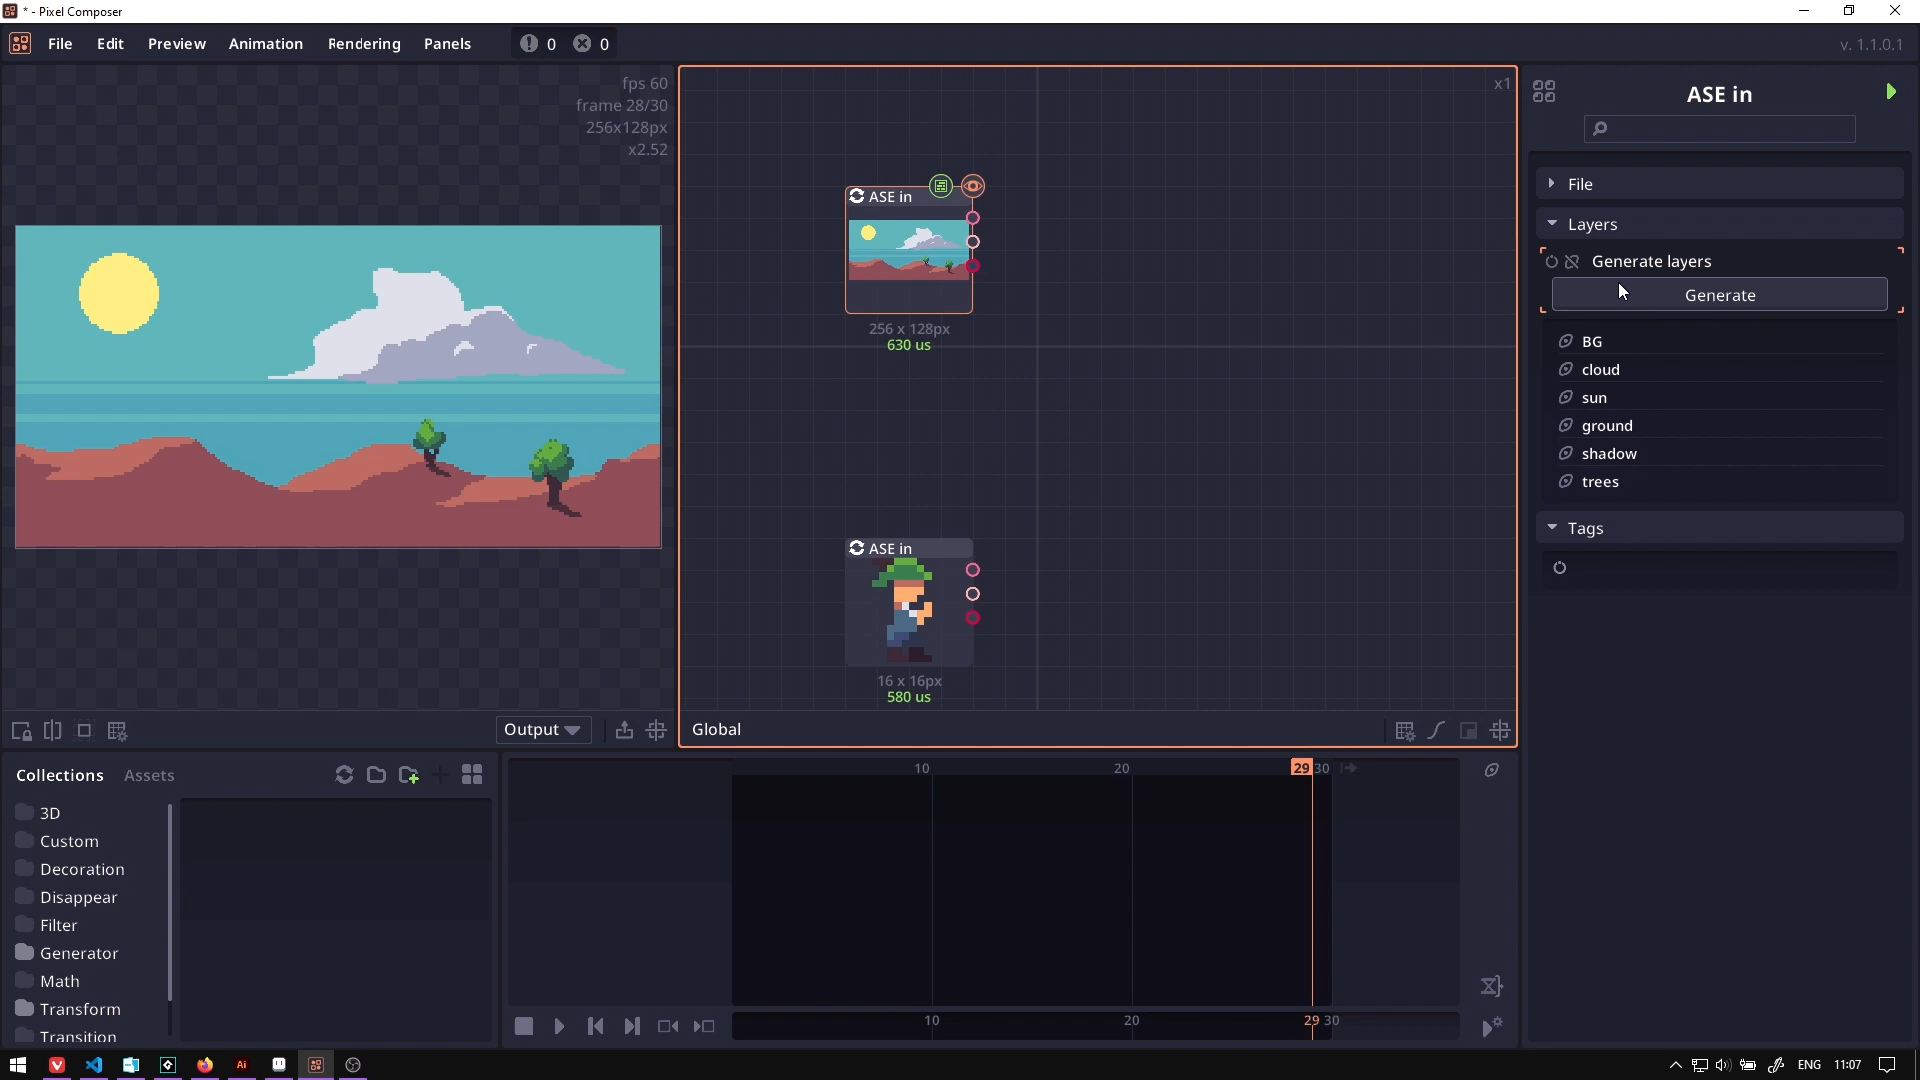 * - Pixel Composer
File Edit Preview Animation Rendering Panels 0 0 v. 1.1.0.1
fps 60
frame 28/30
256x128px
x2.52
x1
ASE in
256 x 128px
630 us
ASE in
16 x 16px
580 us
Output
Global
ASE in
File
Layers
Generate layers
Generate
BG
cloud
sun
ground
shadow
trees
Tags
Collections Assets
3D
Custom
Decoration
Disappear
Filter
Generator
Math
Transform
Transition
10 20 29 30
10 20 29 30
Ai
ENG 11:07